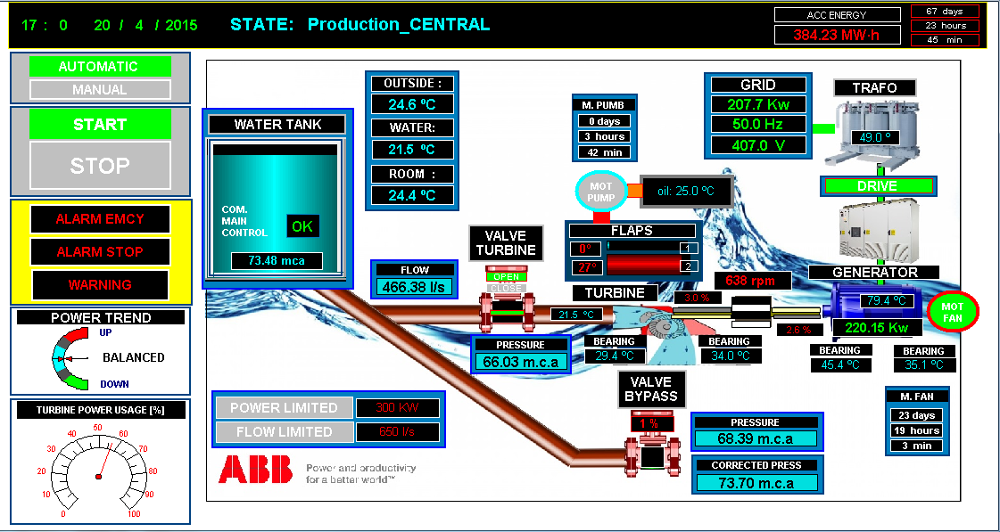 17 : 0 20 / 4 / 2015 STATE: Production_CENTRAL
ACC ENERGY
384.23 MW·h
67 days
23 hours
45 min
AUTOMATIC
MANUAL
START
STOP
ALARM EMCY
ALARM STOP
WARNING
POWER TREND
UP
BALANCED
DOWN
TURBINE POWER USAGE [%]
0
10
20
30
40
50
60
70
80
90
100
WATER TANK
COM.
MAIN
CONTROL
OK
73.48 mca
OUTSIDE :
24.6 ºC
WATER:
21.5 ºC
ROOM :
24.4 ºC
FLOW
466.38 l/s
VALVE
TURBINE
OPEN
CLOSE
PRESSURE
66.03 m.c.a
M. PUMB
0 days
3 hours
42 min
MOT
PUMP
oil: 25.0 ºC
FLAPS
0º
1
27º
2
TURBINE
21.5 ºC
3.0 %
638 rpm
2.6 %
BEARING
29.4 ºC
BEARING
34.0 ºC
GRID
207.7 Kw
50.0 Hz
407.0 V
TRAFO
49.0 º
DRIVE
GENERATOR
79.4 ºC
220.15 Kw
MOT
FAN
BEARING
45.4 ºC
BEARING
35.1ºC
M. FAN
23 days
19 hours
3 min
VALVE
BYPASS
1 %
PRESSURE
68.39 m.c.a
CORRECTED PRESS
73.70 m.c.a
POWER LIMITED 300 KW
FLOW LIMITED 650 l/s
ABB
Power and productivity
for a better world™